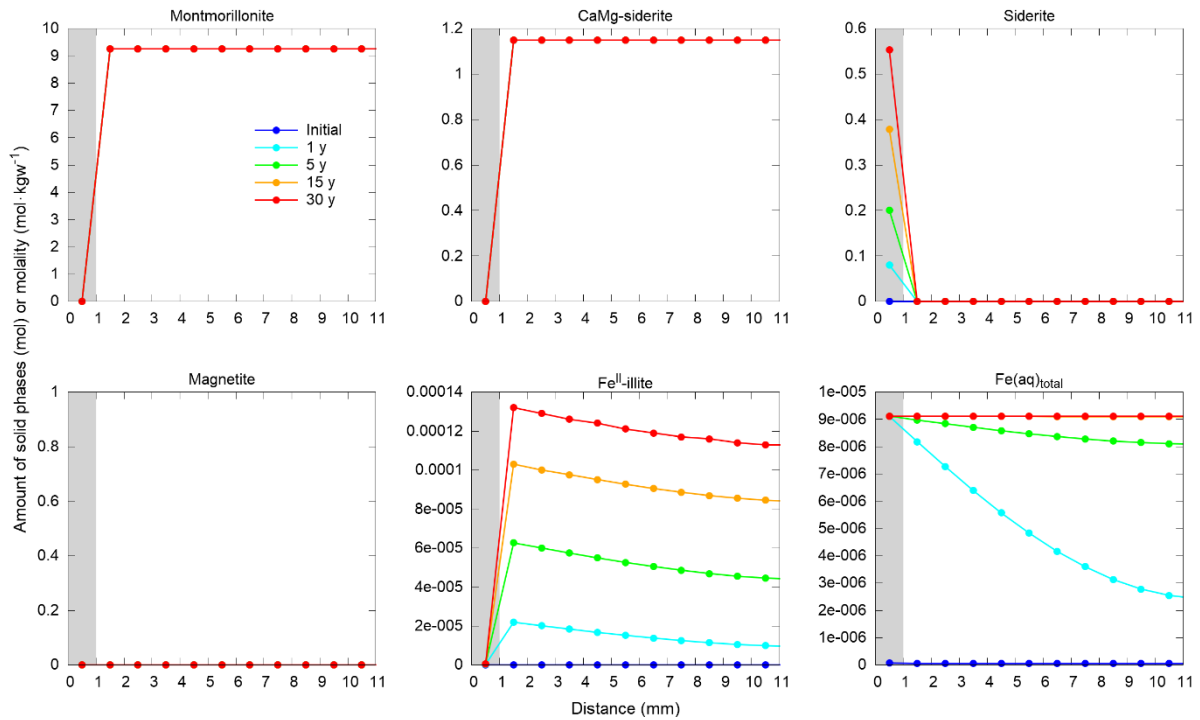 Montmorillonite
10
9
8
7
6
5
4
3
2
1
0
0 1 2 3 4 5 6 7 8 9 10 11
Initial
1 y
5 y
15 y
30 y
CaMg-siderite
1.2
1
0.8
0.6
0.4
0.2
0
0 1 2 3 4 5 6 7 8 9 10 11
Siderite
0.6
0.5
0.4
0.3
0.2
0.1
0
0 1 2 3 4 5 6 7 8 9 10 11
Amount of solid phases (mol) or molality (mol·kgw⁻¹)
Magnetite
1
0.8
0.6
0.4
0.2
0
0 1 2 3 4 5 6 7 8 9 10 11
Feᴵᴵ-illite
0.00014
0.00012
0.0001
8e-005
6e-005
4e-005
2e-005
0
0 1 2 3 4 5 6 7 8 9 10 11
Fe(aq)total
1e-005
9e-006
8e-006
7e-006
6e-006
5e-006
4e-006
3e-006
2e-006
1e-006
0
0 1 2 3 4 5 6 7 8 9 10 11
Distance (mm)